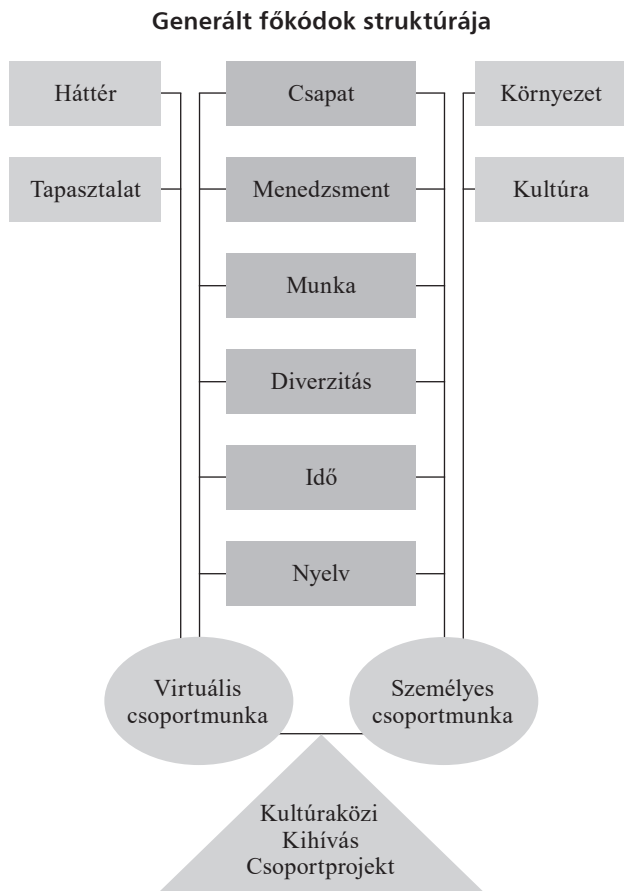 Generált főkódok struktúrája
Háttér
Csapat
Környezet
Tapasztalat
Menedzsment
Kultúra
Munka
Diverzitás
Idő
Nyelv
Virtuális
csoportmunka
Személyes
csoportmunka
Kultúraközi
Kihívás
Csoportprojekt